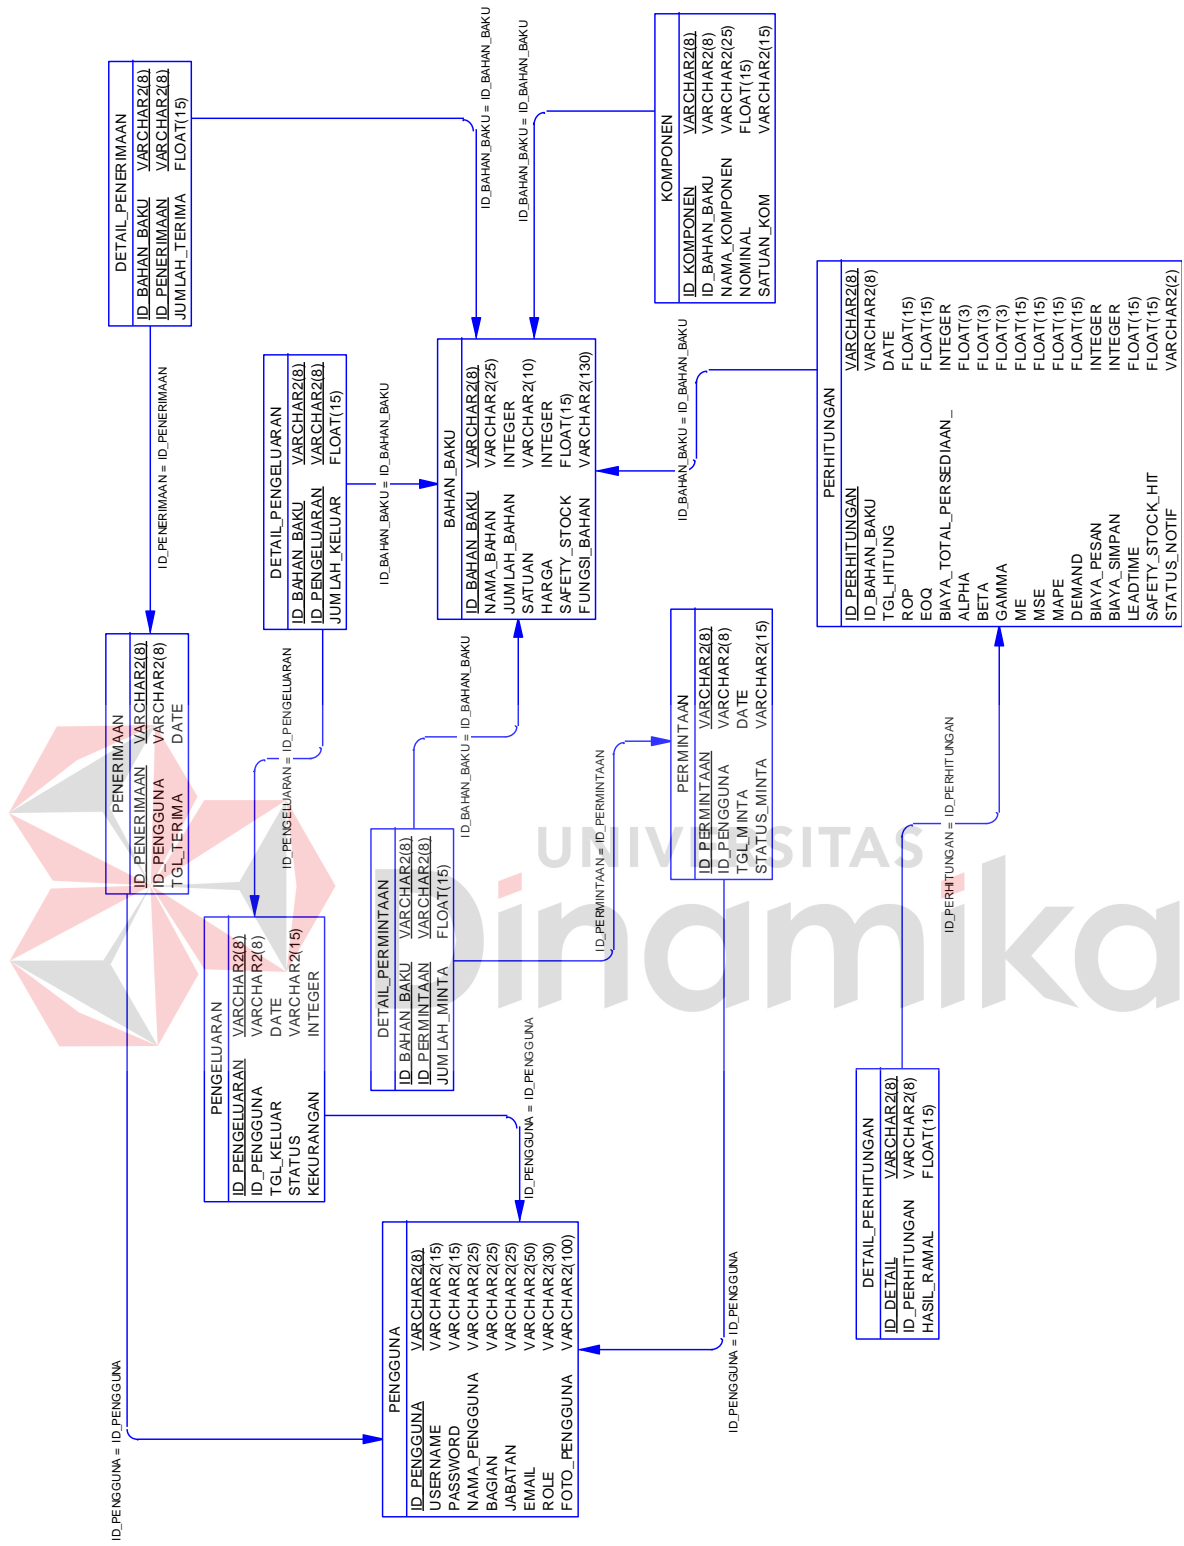 DETAIL_PENERIMAAN
ID_BAHAN_BAKU VARCHAR2(8)
ID_PENERIMAAN VARCHAR2(8)
JUMLAH_TERIMA FLOAT(15)
ID_PENERIMAAN = ID_PENERIMAAN
ID_BAHAN_BAKU = ID_BAHAN_BAKU
PENERIMAAN
ID_PENERIMAAN VARCHAR2(8)
ID_PENGGUNA VARCHAR2(8)
TGL_TERIMA DATE
ID_PENGGUNA = ID_PENGGUNA
DETAIL_PENGELUARAN
ID_BAHAN_BAKU VARCHAR2(8)
ID_PENGELUARAN VARCHAR2(8)
JUMLAH_KELUAR FLOAT(15)
ID_PENGELUARAN = ID_PENGELUARAN
ID_BAHAN_BAKU = ID_BAHAN_BAKU
PENGELUARAN
ID_PENGELUARAN VARCHAR2(8)
ID_PENGGUNA VARCHAR2(8)
TGL_KELUAR DATE
STATUS VARCHAR2(15)
KEKURANGAN INTEGER
ID_PENGGUNA = ID_PENGGUNA
BAHAN_BAKU
ID_BAHAN_BAKU VARCHAR2(8)
NAMA_BAHAN VARCHAR2(25)
JUMLAH_BAHAN INTEGER
SATUAN VARCHAR2(10)
HARGA INTEGER
SAFETY_STOCK FLOAT(15)
FUNGSI_BAHAN VARCHAR2(130)
ID_BAHAN_BAKU = ID_BAHAN_BAKU
KOMPONEN
ID_KOMPONEN VARCHAR2(8)
ID_BAHAN_BAKU VARCHAR2(8)
NAMA_KOMPONEN VARCHAR2(25)
NOMINAL FLOAT(15)
SATUAN_KOM VARCHAR2(15)
DETAIL_PERMINTAAN
ID_BAHAN_BAKU VARCHAR2(8)
ID_PERMINTAAN VARCHAR2(8)
JUMLAH_MINTA FLOAT(15)
ID_BAHAN_BAKU = ID_BAHAN_BAKU
ID_PERMINTAAN = ID_PERMINTAAN
PENGGUNA
ID_PENGGUNA VARCHAR2(8)
USERNAME VARCHAR2(15)
PASSWORD VARCHAR2(15)
NAMA_PENGGUNA VARCHAR2(25)
BAGIAN VARCHAR2(25)
JABATAN VARCHAR2(25)
EMAIL VARCHAR2(50)
ROLE VARCHAR2(30)
FOTO_PENGGUNA VARCHAR2(100)
PERMINTAAN
ID_PERMINTAAN VARCHAR2(8)
ID_PENGGUNA VARCHAR2(8)
TGL_MINTA DATE
STATUS_MINTA VARCHAR2(15)
ID_PENGGUNA = ID_PENGGUNA
ID_BAHAN_BAKU = ID_BAHAN_BAKU
PERHITUNGAN
ID_PERHITUNGAN VARCHAR2(8)
ID_BAHAN_BAKU VARCHAR2(8)
TGL_HITUNG DATE
ROP FLOAT(15)
EOQ FLOAT(15)
BIAYA_TOTAL_PERSEDIAAN_ INTEGER
ALPHA FLOAT(3)
BETA FLOAT(3)
GAMMA FLOAT(3)
ME FLOAT(15)
MSE FLOAT(15)
MAPE FLOAT(15)
DEMAND FLOAT(15)
BIAYA_PESAN INTEGER
BIAYA_SIMPAN INTEGER
LEADTIME FLOAT(15)
SAFETY_STOCK_HIT FLOAT(15)
STATUS_NOTIF VARCHAR2(2)
DETAIL_PERHITUNGAN
ID_DETAIL VARCHAR2(8)
ID_PERHITUNGAN VARCHAR2(8)
HASIL_RAMAL FLOAT(15)
ID_PERHITUNGAN = ID_PERHITUNGAN
UNIVERSITAS
Dinamika